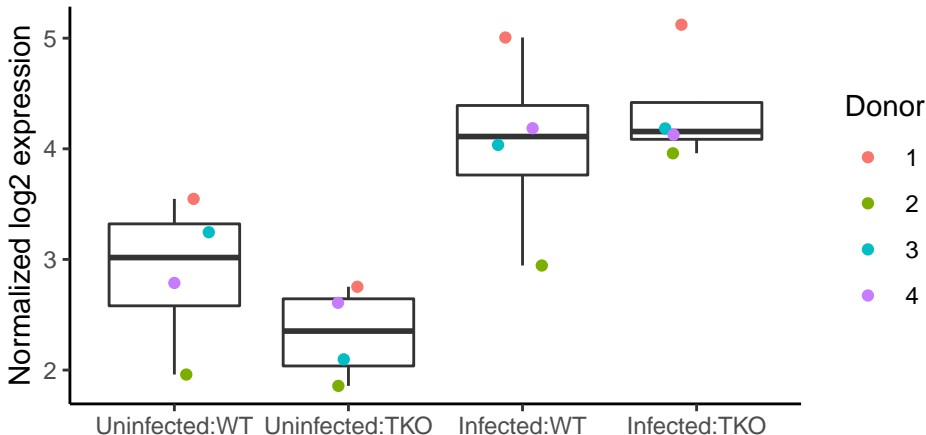 Normalized log2 expression
5
4
3
2
Uninfected:WT
Uninfected:TKO
Infected:WT
Infected:TKO
Donor
1
2
3
4